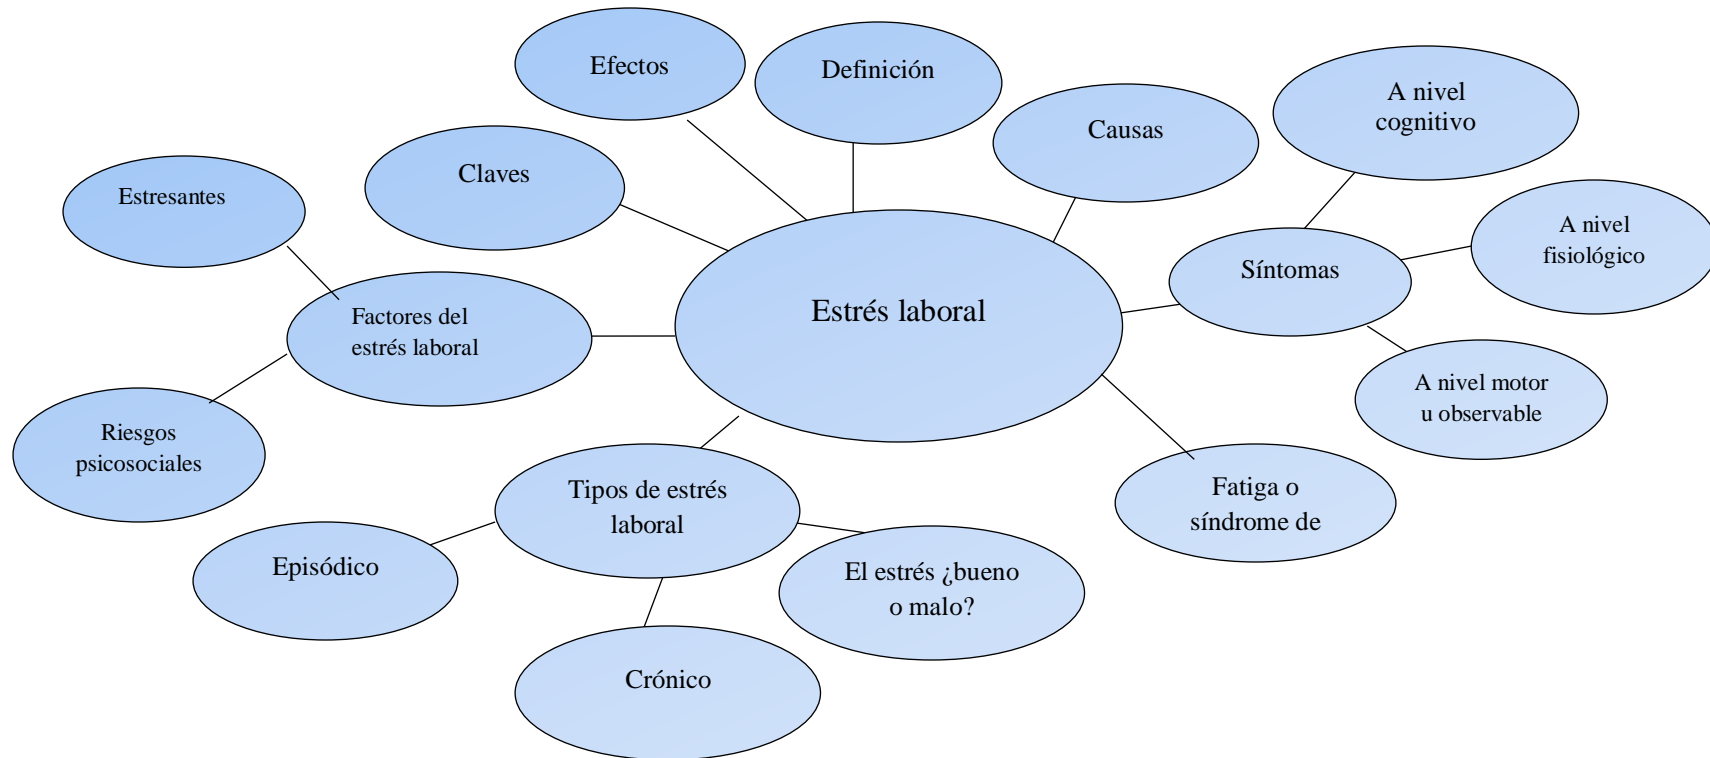 Efectos
Definición
Causas
A nivel
cognitivo
Claves
Estresantes
A nivel
fisiológico
Síntomas
Estrés laboral
Factores del
estrés laboral
A nivel motor
u observable
Riesgos
psicosociales
Tipos de estrés
laboral
Fatiga o
síndrome de
Episódico
El estrés ¿bueno
o malo?
Crónico